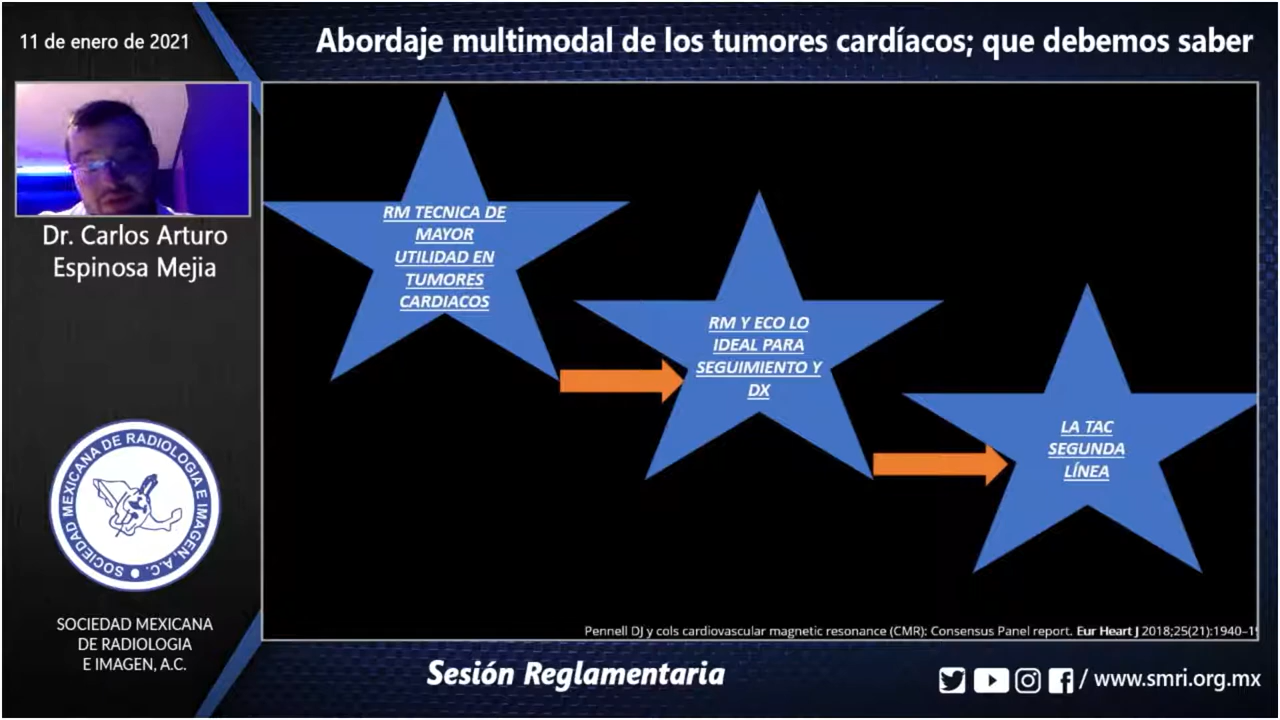 11 de enero de 2021
Abordaje multimodal de los tumores cardíacos; que debemos saber
Dr. Carlos Arturo
Espinosa Mejia
RM TECNICA DE
MAYOR
UTILIDAD EN
TUMORES
CARDIACOS
RM Y ECO LO
IDEAL PARA
SEGUIMIENTO Y
DX
LA TAC
SEGUNDA
LÍNEA
SOCIEDAD MEXICANA DE RADIOLOGIA E IMAGEN, A.C.
SOCIEDAD MEXICANA
DE RADIOLOGIA
E IMAGEN, A.C.
Pennell DJ y cols cardiovascular magnetic resonance (CMR): Consensus Panel report. Eur Heart J 2018;25(21):1940–1
Sesión Reglamentaria
/ www.smri.org.mx